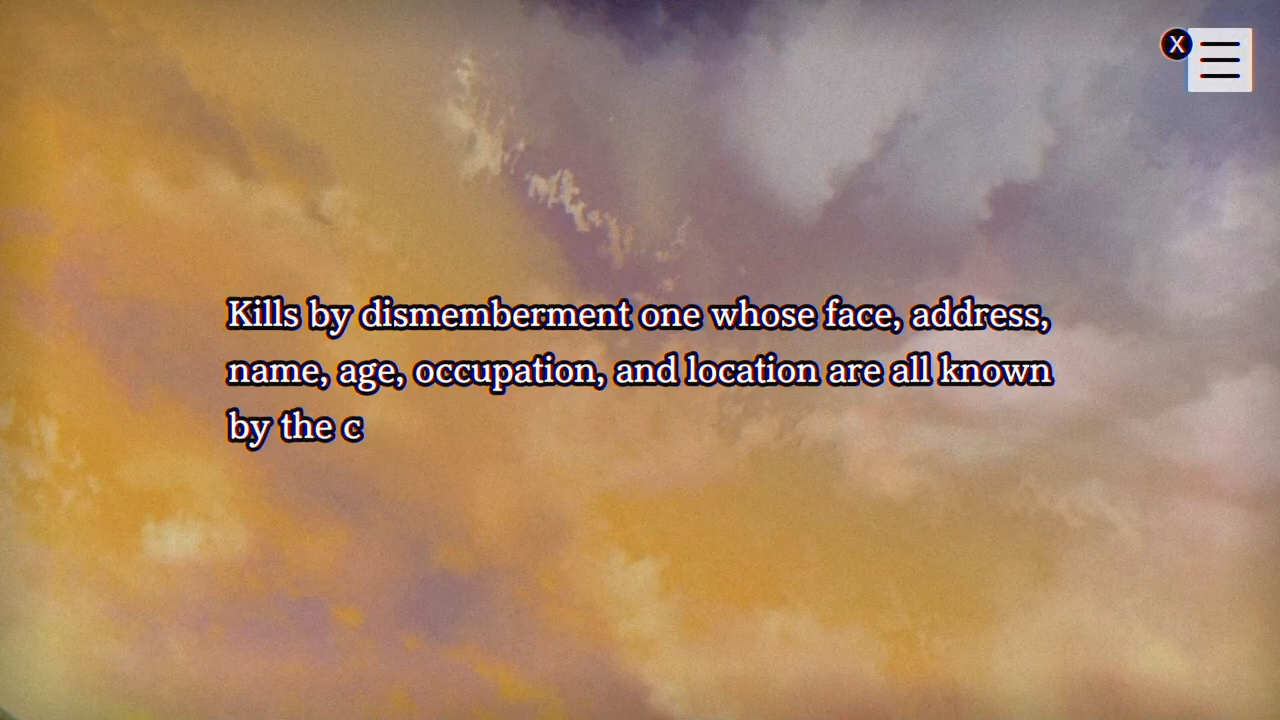 X
Kills by dismemberment one whose face, address,
name, age, occupation, and location are all known
by the c